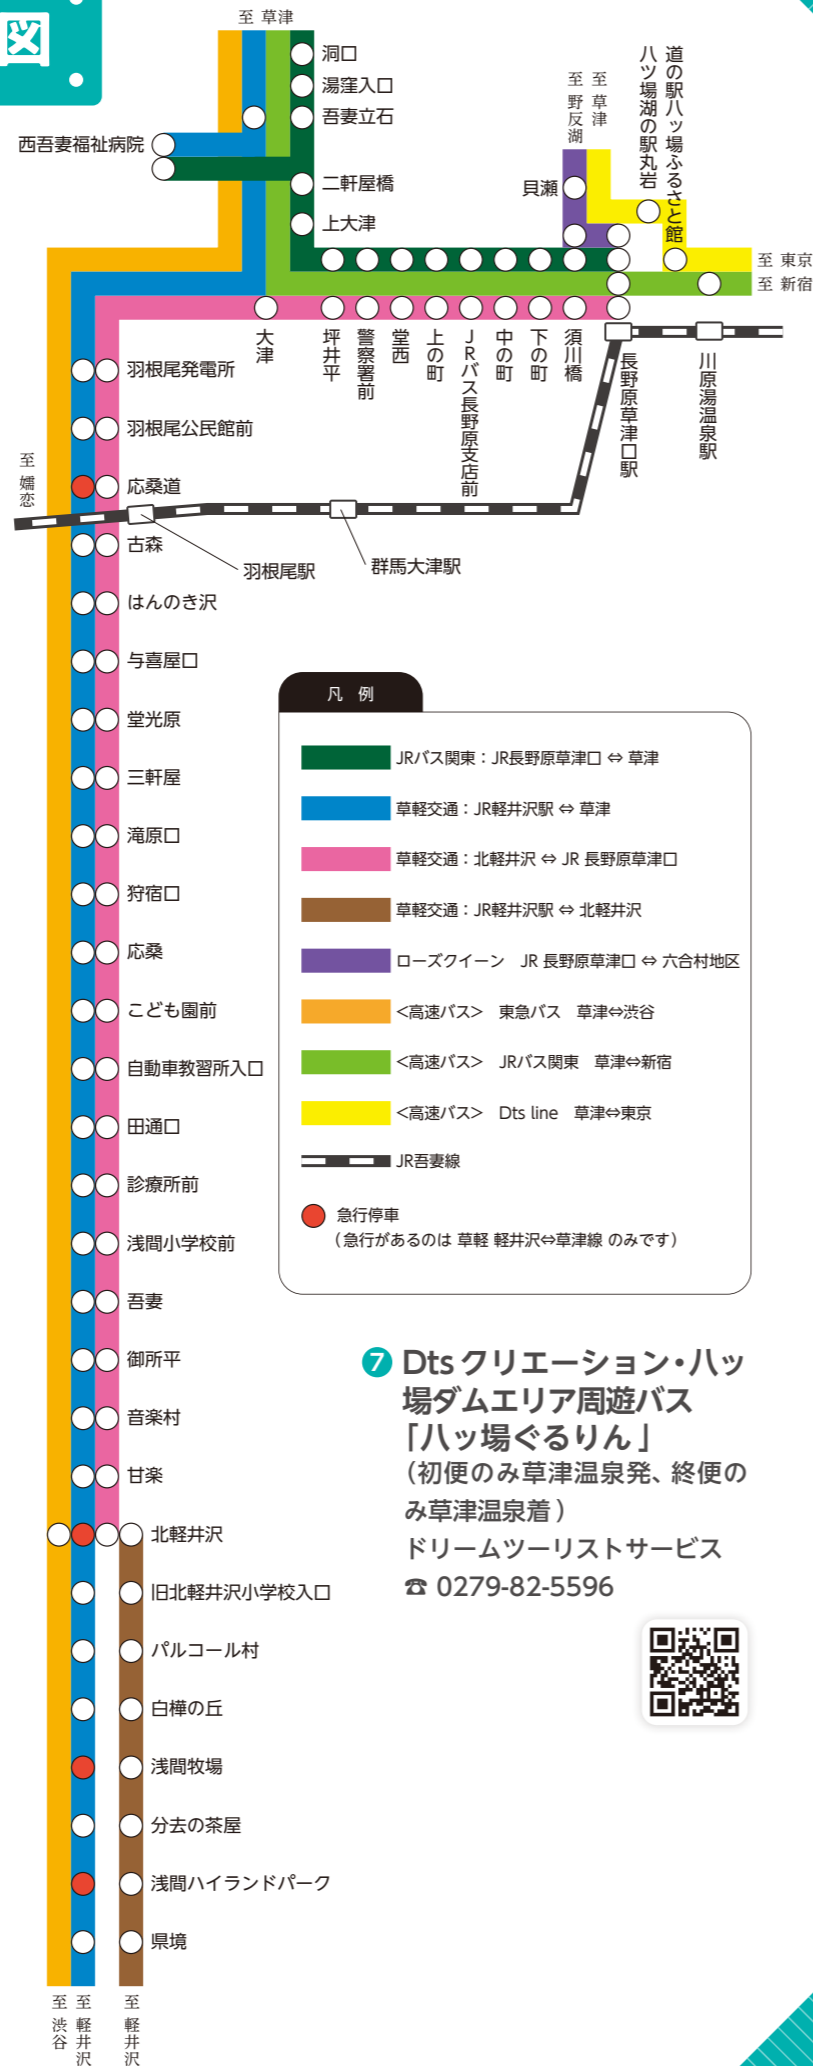 図
至 草津
洞口
湯窪入口
吾妻立石
西吾妻福祉病院
二軒屋橋
上大津
至 野反湖
至 草津
八ツ場湖の駅丸岩
道の駅八ッ場ふるさと館
貝瀬
至 東京
至 新宿
大津
坪井平
警察署前
堂西
上の町
JRバス長野原支店前
中の町
下の町
須川橋
長野原草津口駅
川原湯温泉駅
羽根尾発電所
羽根尾公民館前
応桑道
至 嬬恋
古森
羽根尾駅
群馬大津駅
はんのき沢
与喜屋口
堂光原
三軒屋
滝原口
狩宿口
応桑
こども園前
自動車教習所入口
田通口
診療所前
浅間小学校前
吾妻
御所平
音楽村
甘楽
北軽井沢
旧北軽井沢小学校入口
パルコール村
白樺の丘
浅間牧場
分去の茶屋
浅間ハイランドパーク
県境
至 渋谷
至 軽井沢
至 軽井沢
凡 例
JRバス関東：JR長野原草津口 ⇔ 草津
草軽交通：JR軽井沢駅 ⇔ 草津
草軽交通：北軽井沢 ⇔ JR 長野原草津口
草軽交通：JR軽井沢駅 ⇔ 北軽井沢
ローズクイーン JR 長野原草津口 ⇔ 六合村地区
<高速バス> 東急バス 草津⇔渋谷
<高速バス> JRバス関東 草津⇔新宿
<高速バス> Dts line 草津⇔東京
JR吾妻線
急行停車
（急行があるのは 草軽 軽井沢⇔草津線 のみです）
❼ Dts クリエーション・八ッ
場ダムエリア周遊バス
「八ッ場ぐるりん」
（初便のみ草津温泉発、終便の
み草津温泉着）
ドリームツーリストサービス
☎ 0279-82-5596